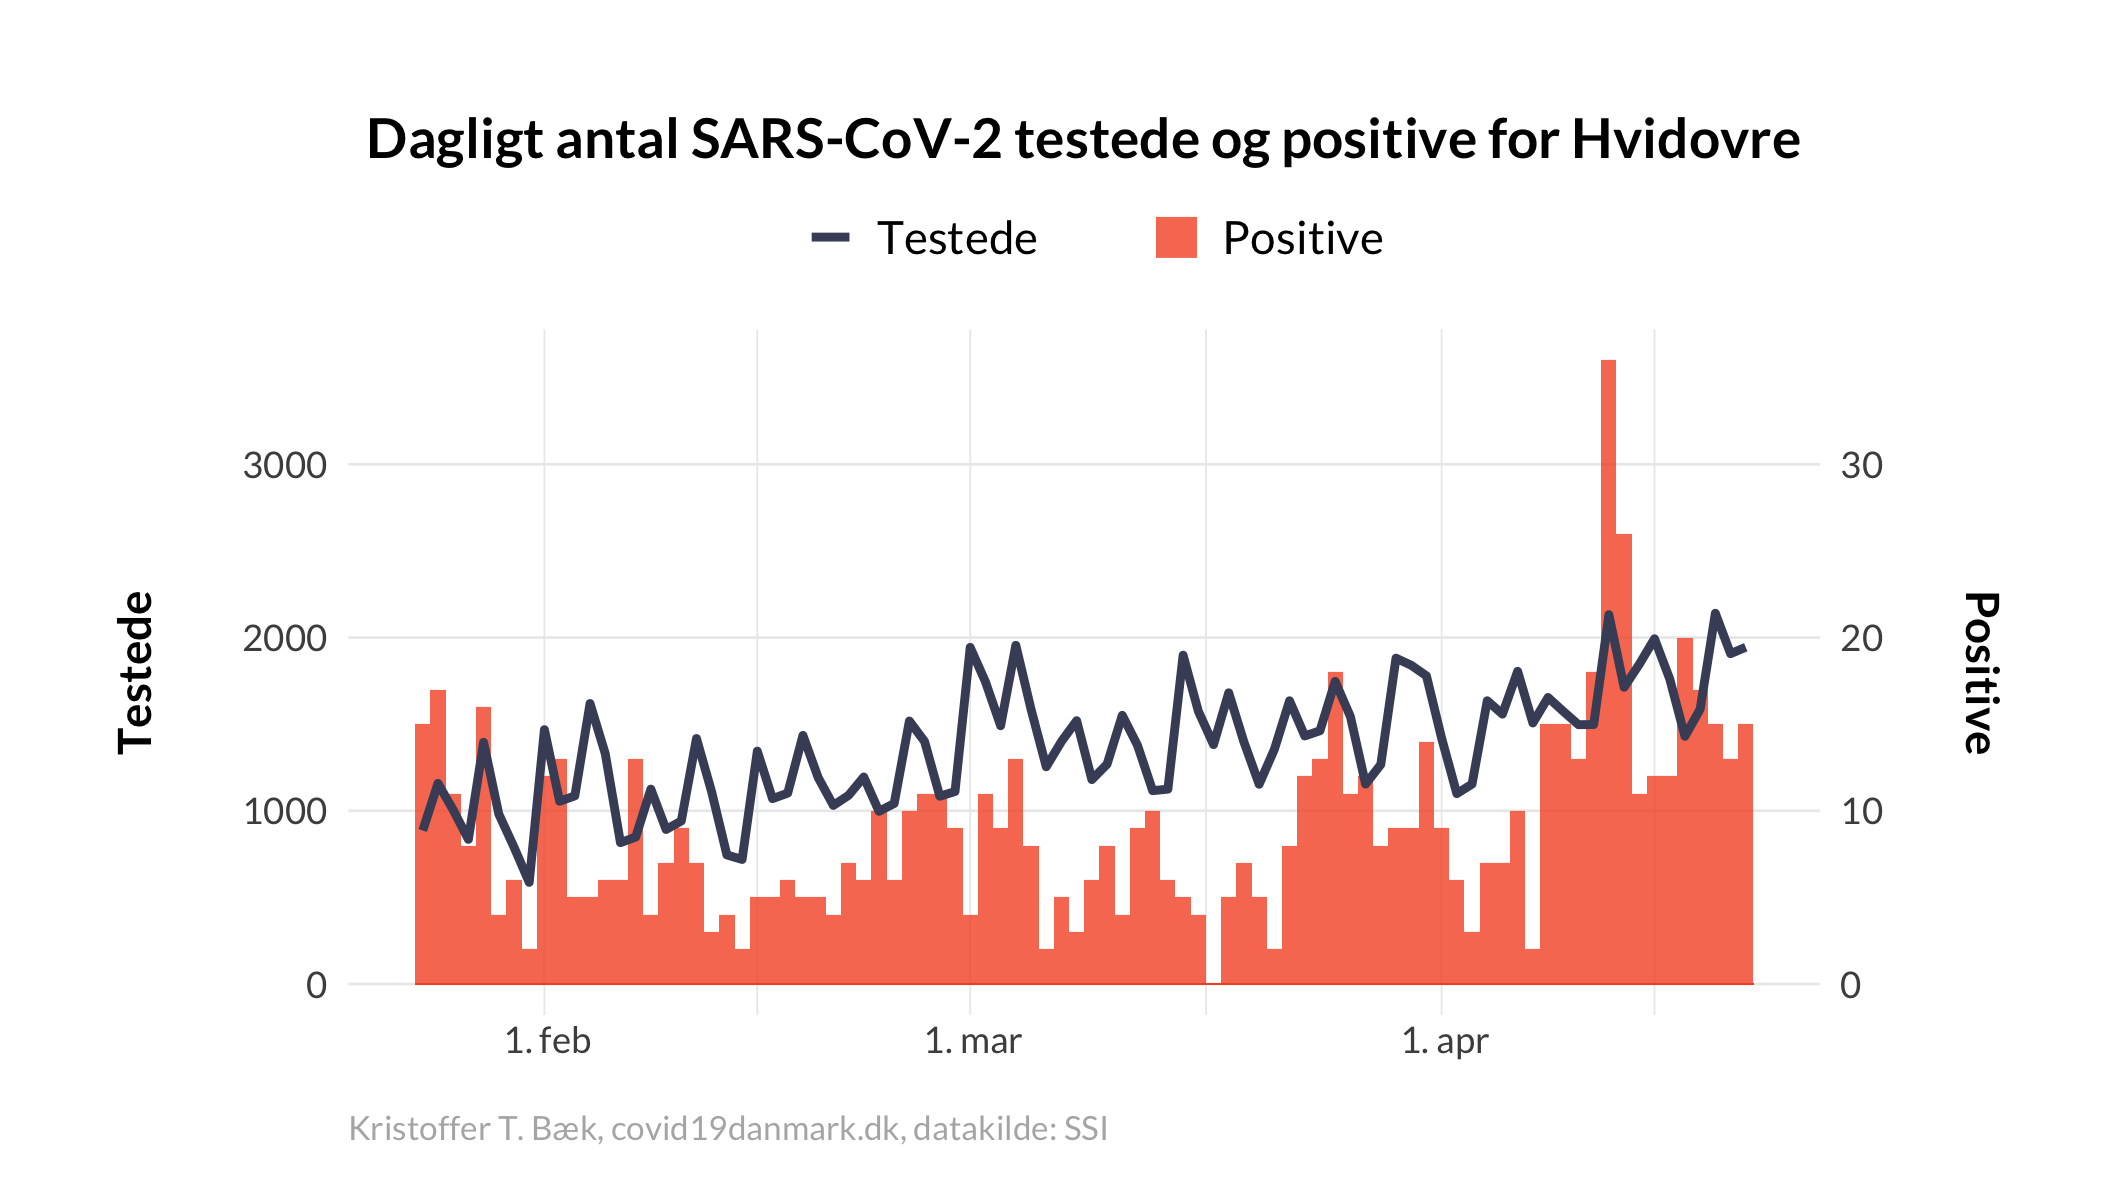 Dagligt antal SARS-CoV-2 testede og positive for Hvidovre
Testede
Positive
3000
2000
1000
0
30
20
10
0
Testede
Positive
1. feb
1. mar
1. apr
Kristoffer T. Bæk, covid19danmark.dk, datakilde: SSI